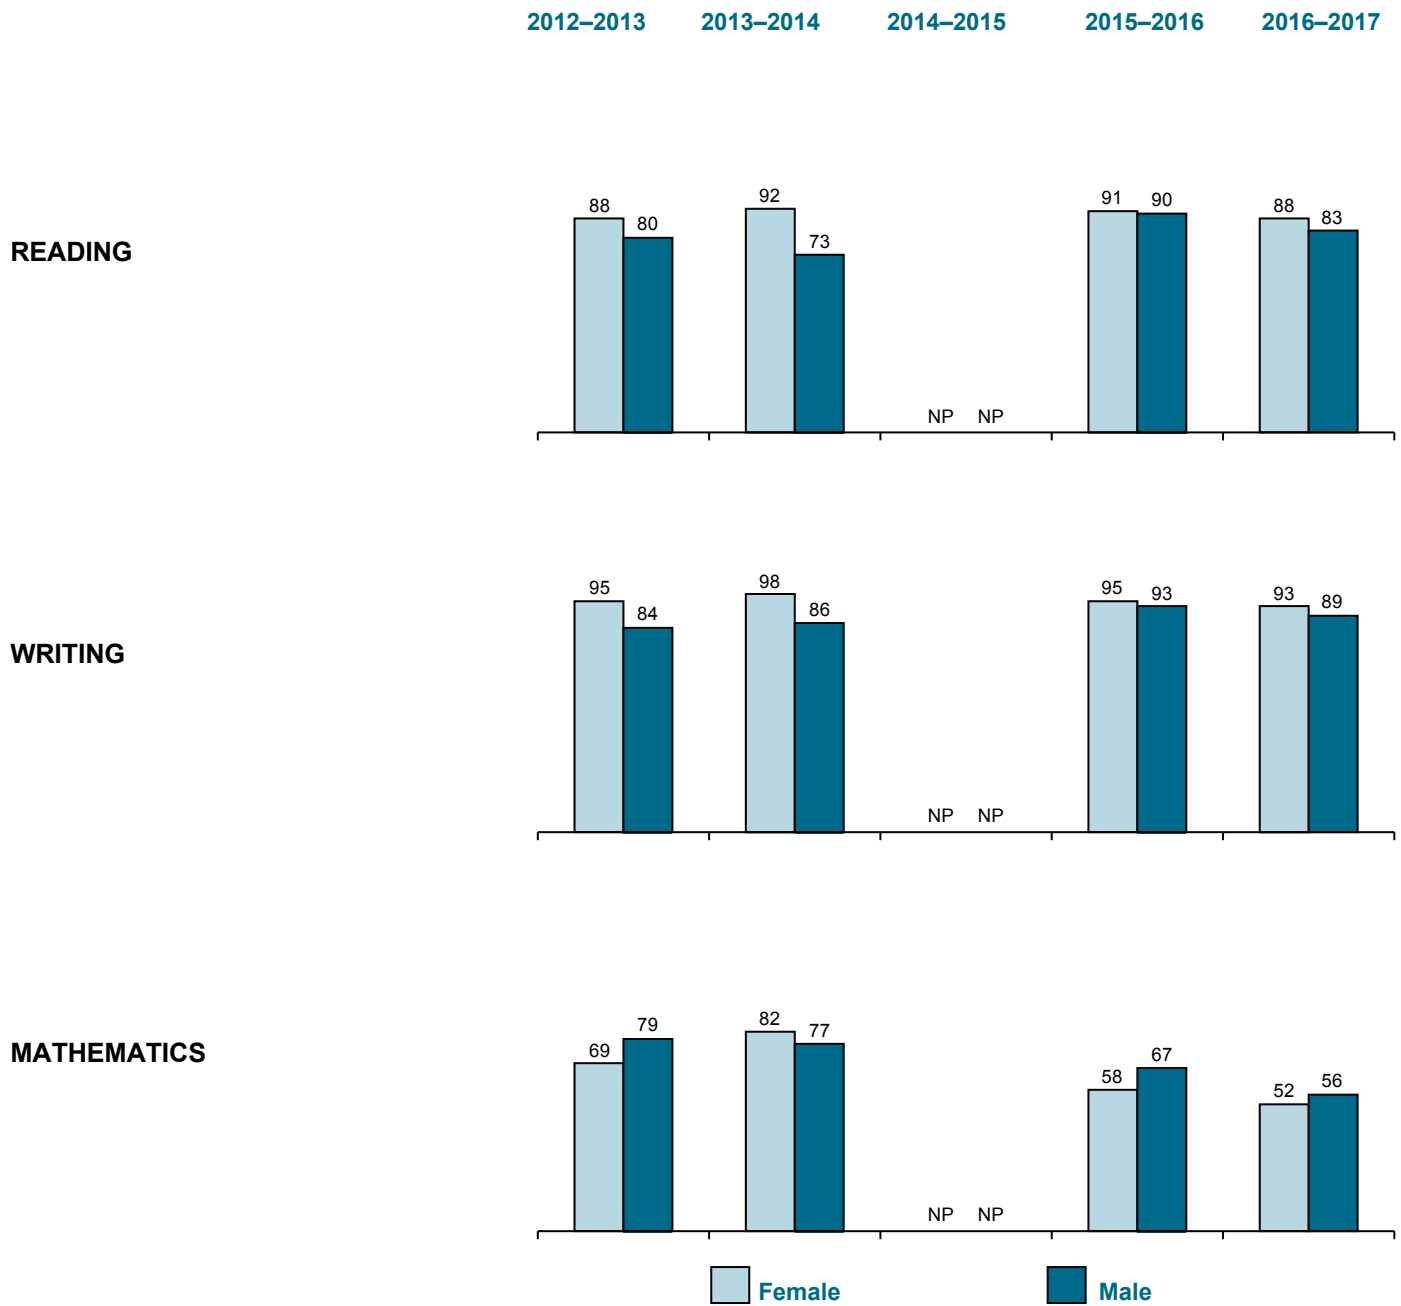 2012–2013 2013–2014 2014–2015 2015–2016 2016–2017
READING
88 80 92 73 NP NP 91 90 88 83
WRITING
95 84 98 86 NP NP 95 93 93 89
MATHEMATICS
69 79 82 77 NP NP 58 67 52 56
Female Male